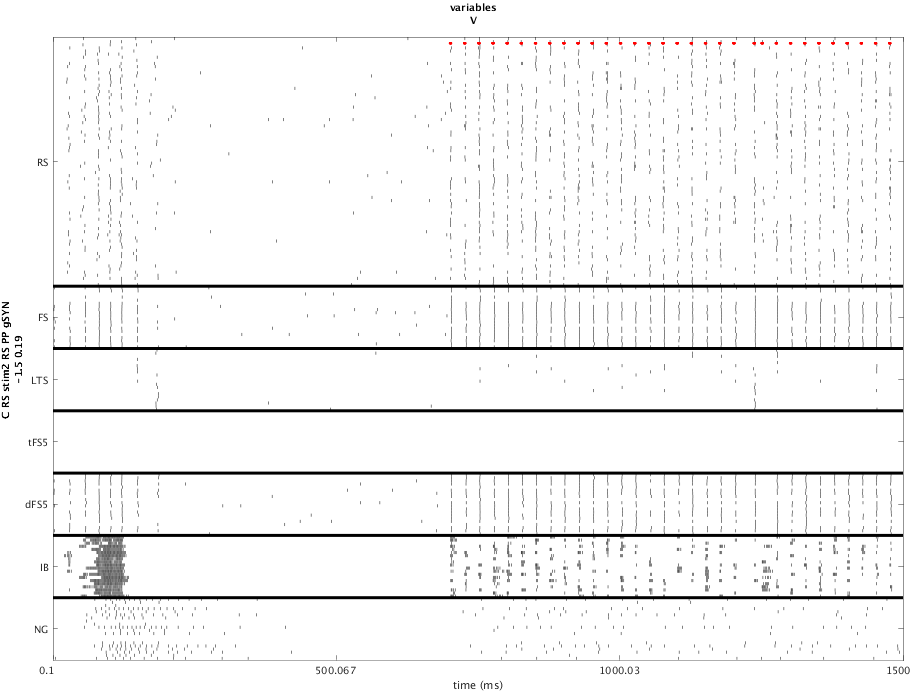 variables
V
C RS stim2 RS PP gSYN
-1.5 0.19
RS
FS
LTS
tFS5
dFS5
IB
NG
0.1
500.067
1000.03
1500
time (ms)